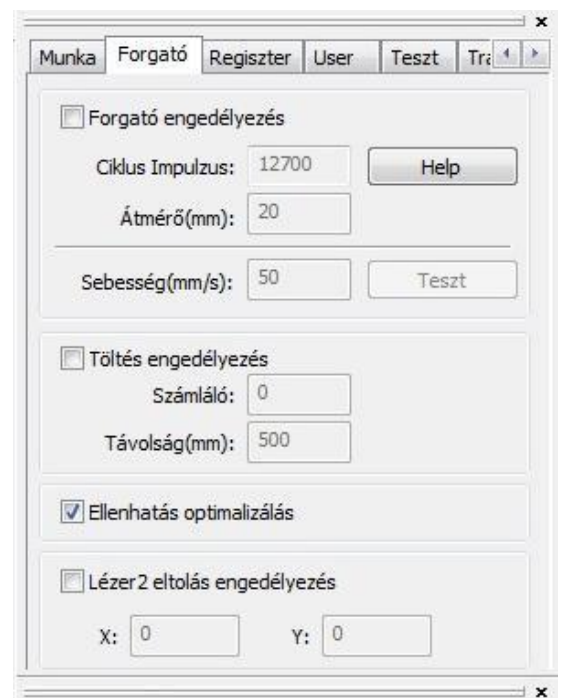 Munka Forgató Regiszter User Teszt Tra
Forgató engedélyezés
Ciklus Impulzus: 12700 Help
Átmérő(mm): 20
Sebesség(mm/s): 50 Teszt
Töltés engedélyezés
Számláló: 0
Távolság(mm): 500
Ellenhatás optimalizálás
Lézer2 eltolás engedélyezés
X: 0 Y: 0